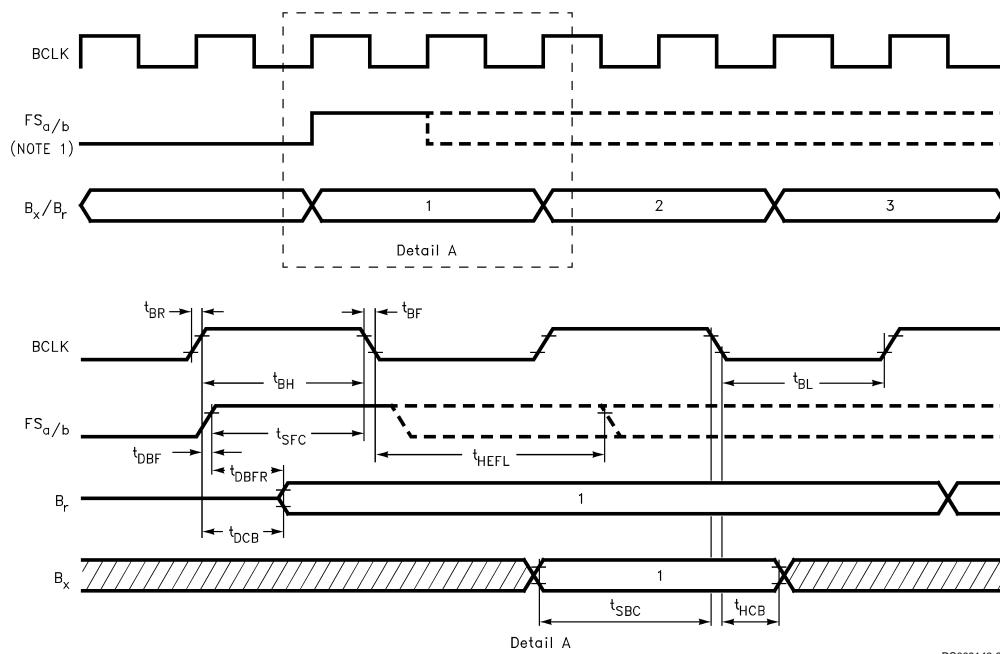 BCLK
FSa/b
(NOTE 1)
Bx/Br
1
2
3
Detail A
tBR
tBF
BCLK
tBH
tBL
FSa/b
tSFC
tDBF
tHEFL
tDBFR
Br
1
tDCB
Bx
1
tSBC
tHCB
Detail A